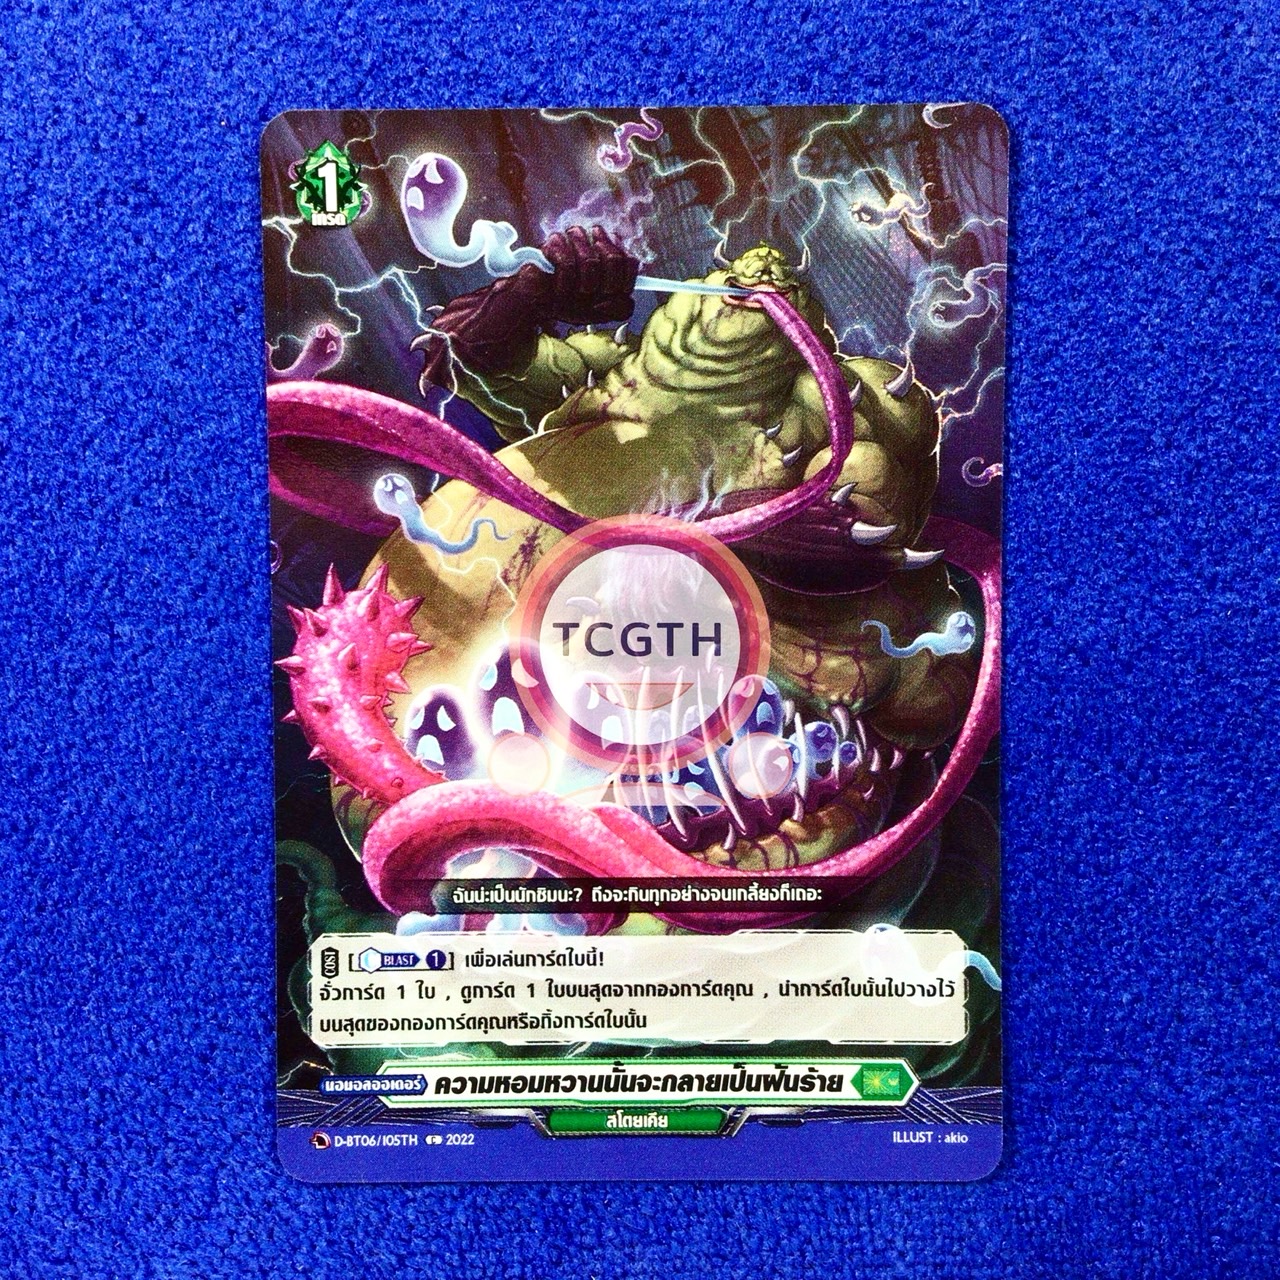 1
เกรด
TCGTH
ฉันน่ะเป็นนักชิมนะ? ถึงจะกินทุกอย่างจนเกลี้ยงก็เถอะ
COST [C BLAST 1] เพื่อเล่นการ์ดใบนี้!
จั่วการ์ด 1 ใบ , ดูการ์ด 1 ใบบนสุดจากกองการ์ดคุณ , นำการ์ดใบนั้นไปวางไว้
บนสุดของกองการ์ดคุณหรือทิ้งการ์ดใบนั้น
นอมอลออเดอร์ ความหอมหวานนั้นจะกลายเป็นฝันร้าย
สโตยเคีย
D-BT06/105TH C 2022 ILLUST : akio